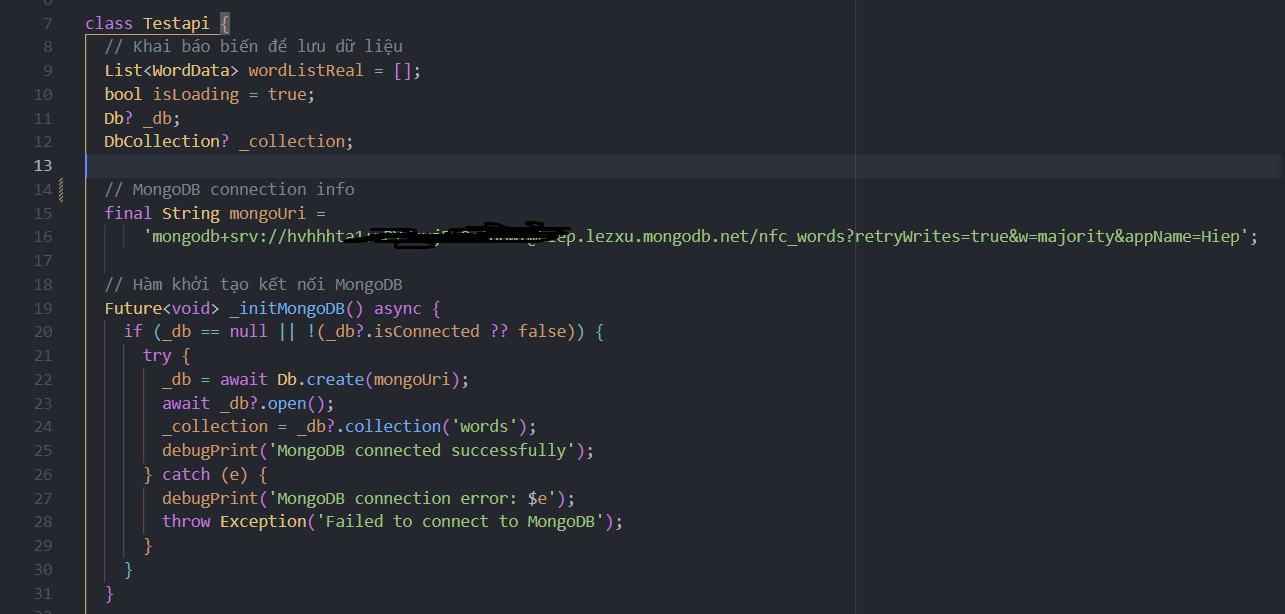 7 class Testapi {
8 // Khai báo biến để lưu dữ liệu
9 List<WordData> wordListReal = [];
10 bool isLoading = true;
11 Db? _db;
12 DbCollection? _collection;
13
14 // MongoDB connection info
15 final String mongoUri =
16 'mongodb+srv://hvhhhta1 .lezxu.mongodb.net/nfc_words?retryWrites=true&w=majority&appName=Hiep';
17
18 // Hàm khởi tạo kết nối MongoDB
19 Future<void> _initMongoDB() async {
20 if (_db == null || !(_db?.isConnected ?? false)) {
21 try {
22 _db = await Db.create(mongoUri);
23 await _db?.open();
24 _collection = _db?.collection('words');
25 debugPrint('MongoDB connected successfully');
26 } catch (e) {
27 debugPrint('MongoDB connection error: $e');
28 throw Exception('Failed to connect to MongoDB');
29 }
30 }
31 }